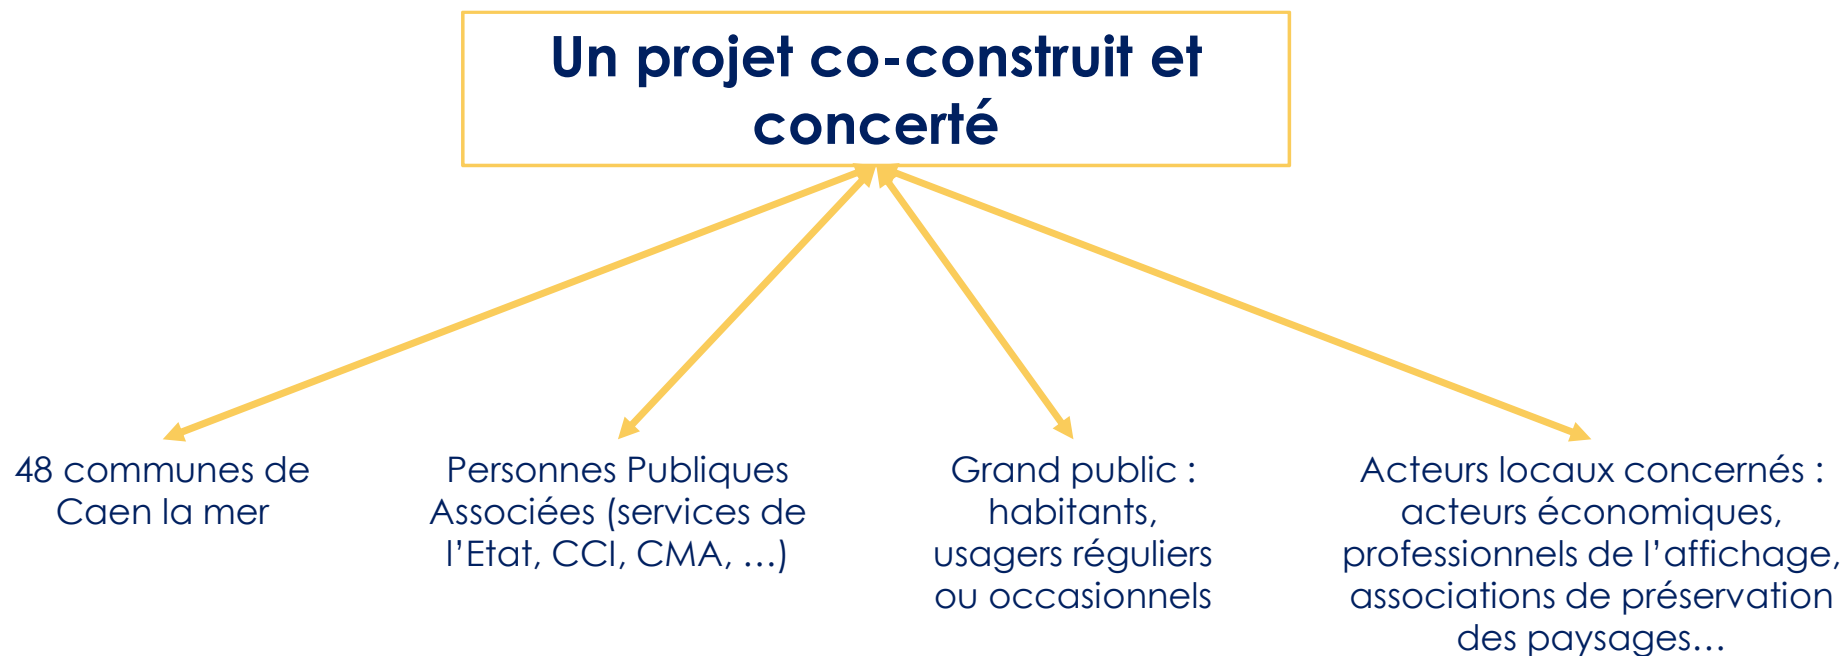 Un projet co-construit et
concerté
48 communes de
Caen la mer
Personnes Publiques
Associées (services de
l’Etat, CCI, CMA, …)
Grand public :
habitants,
usagers réguliers
ou occasionnels
Acteurs locaux concernés :
acteurs économiques,
professionnels de l’affichage,
associations de préservation
des paysages…